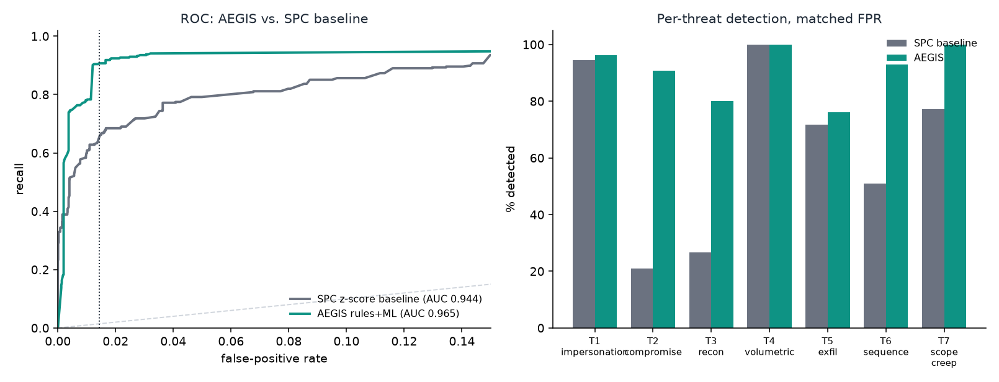 ROC: AEGIS vs. SPC baseline
recall
1.0
0.8
0.6
0.4
0.2
0.0
0.00 0.02 0.04 0.06 0.08 0.10 0.12 0.14
false-positive rate
SPC z-score baseline (AUC 0.944)
AEGIS rules+ML (AUC 0.965)
Per-threat detection, matched FPR
% detected
100
80
60
40
20
0
SPC baseline
AEGIS
T1 T2 T3 T4 T5 T6 T7
impersonation compromise recon volumetric exfil sequence scope
creep